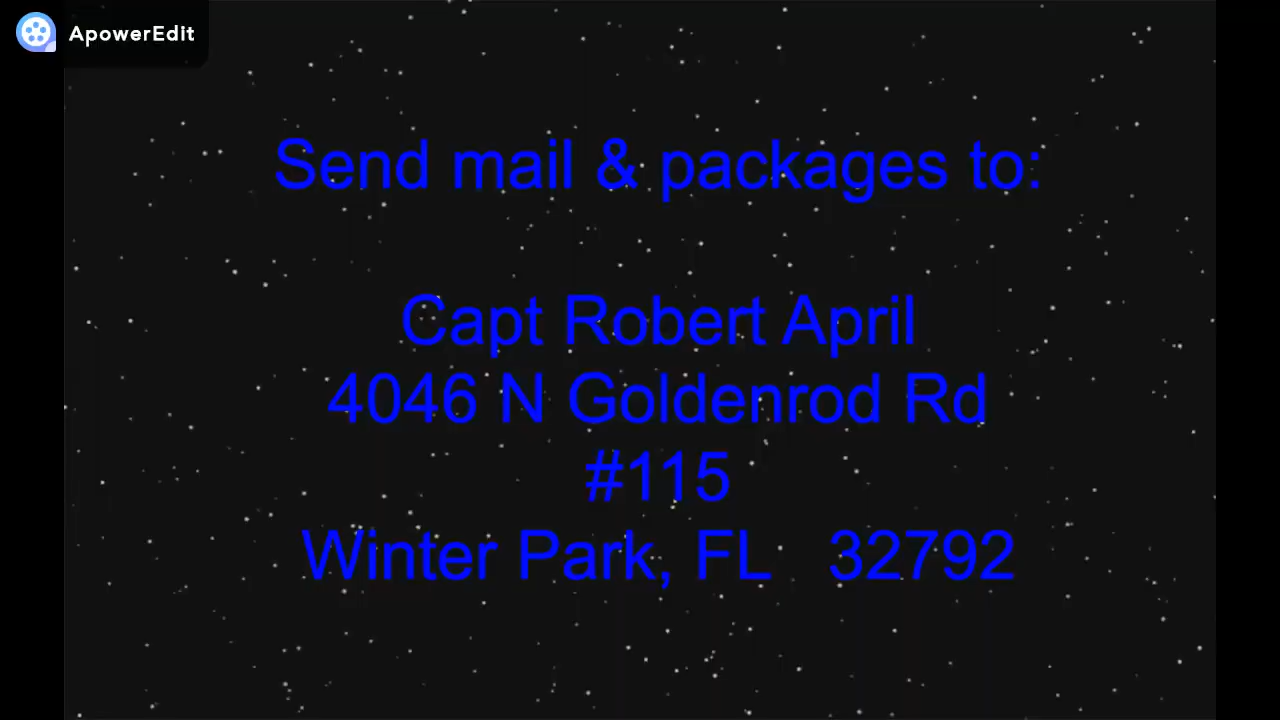 ApowerEdit
Send mail & packages to:
Capt Robert April
4046 N Goldenrod Rd
#115
Winter Park, FL 32792